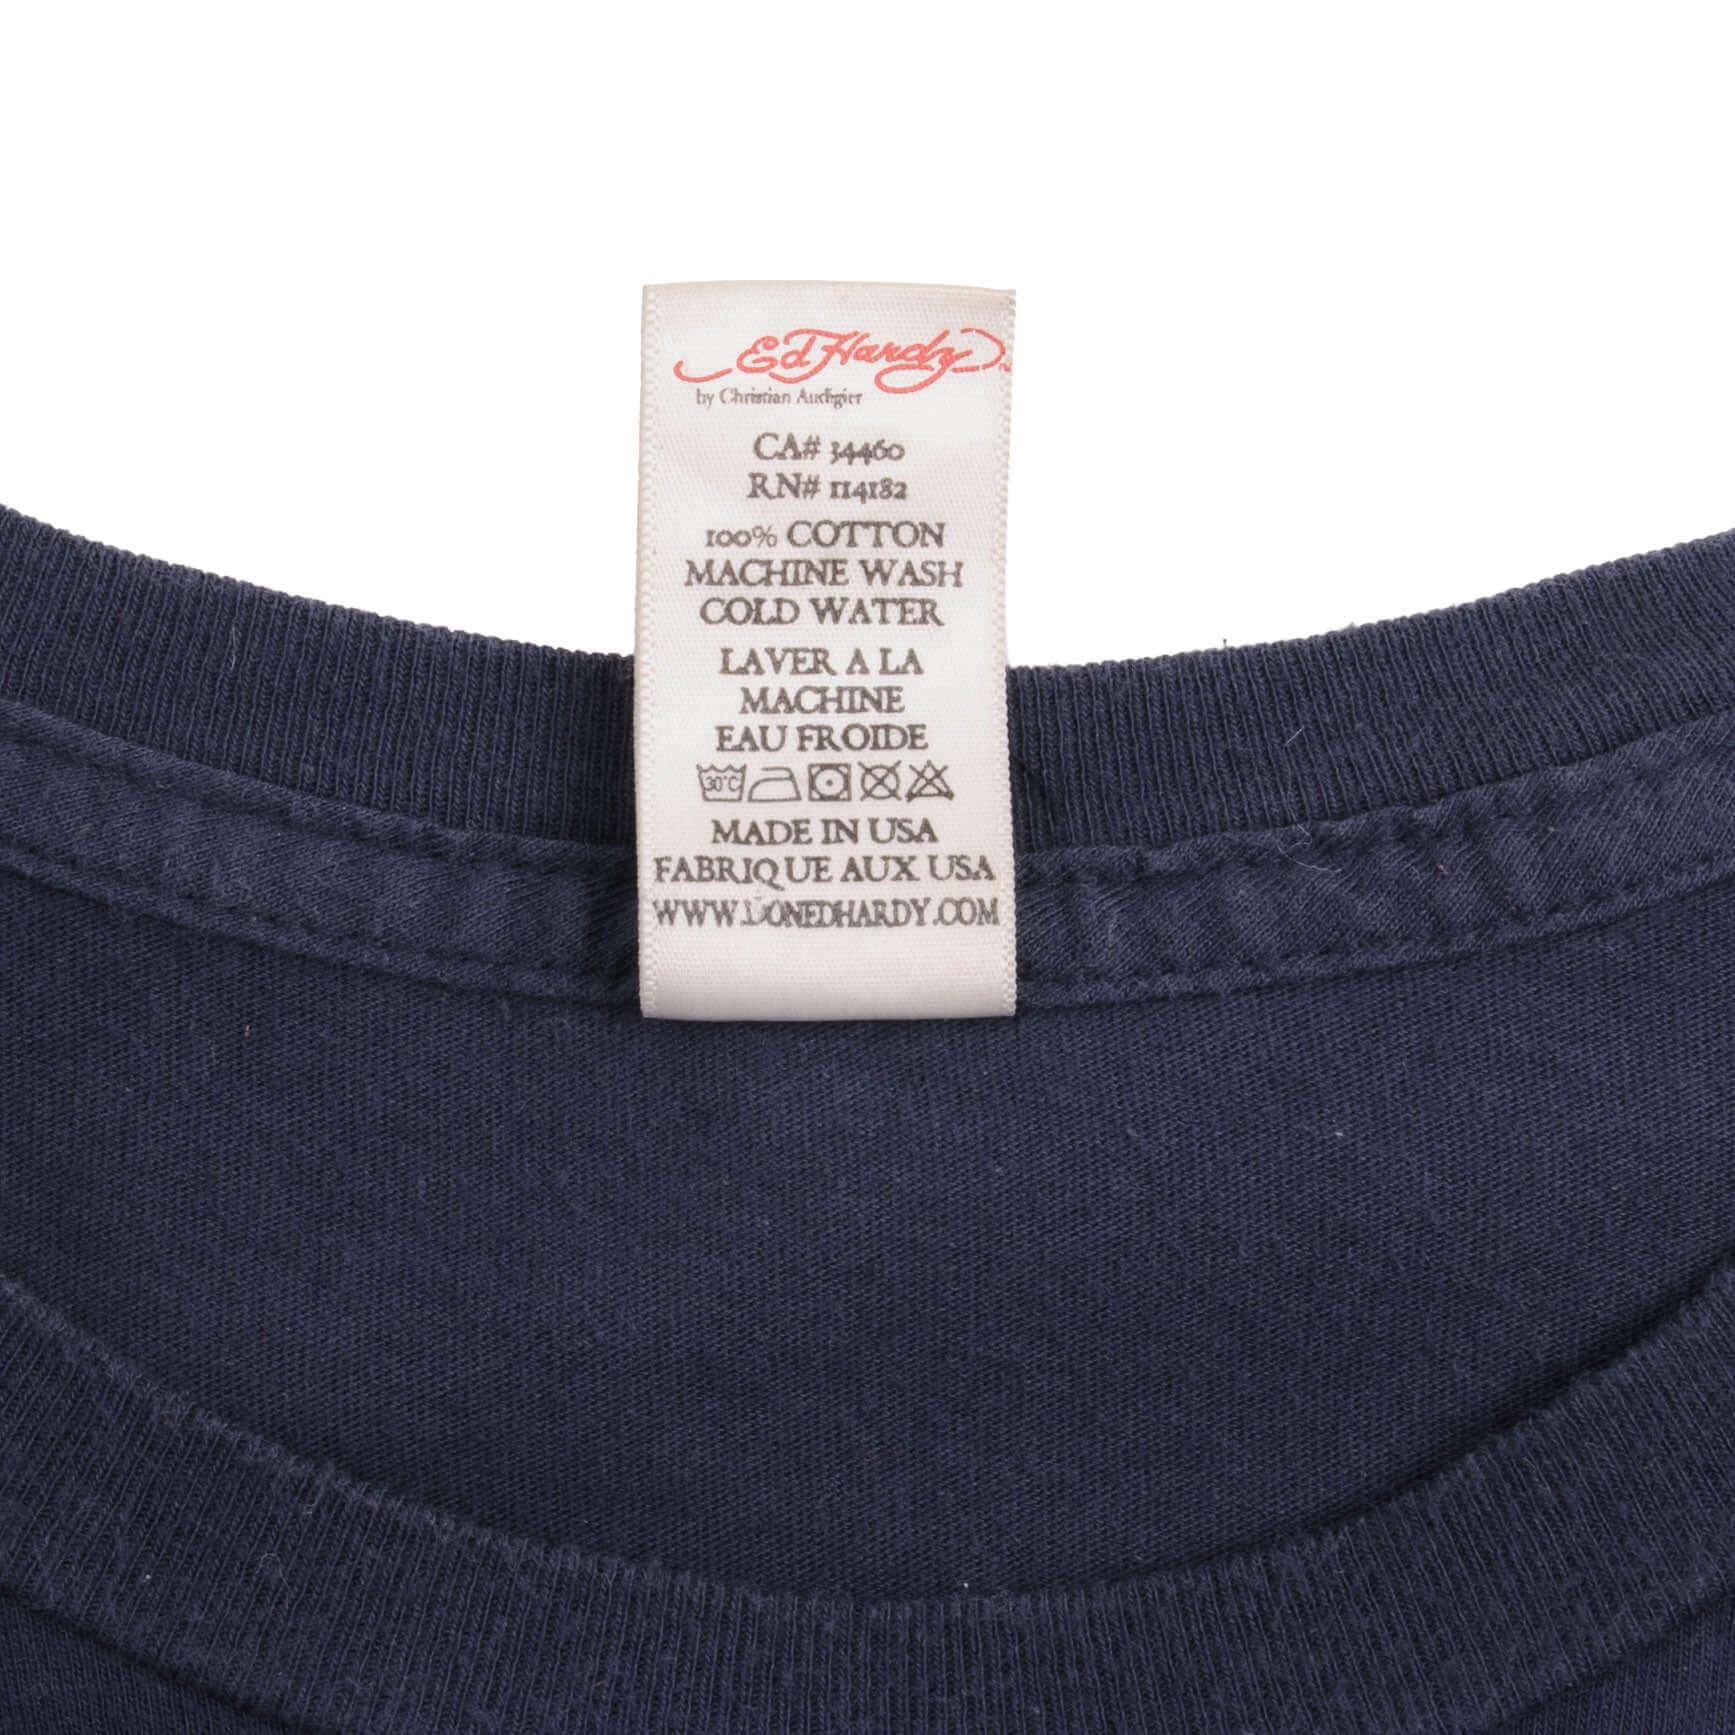 Ed Hardy
by Christian Audigier
CA# 34460
RN# 114182
100% COTTON
MACHINE WASH
COLD WATER
LAVER A LA
MACHINE
EAU FROIDE
30°C
MADE IN USA
FABRIQUE AUX USA
WWW.DONEDHARDY.COM